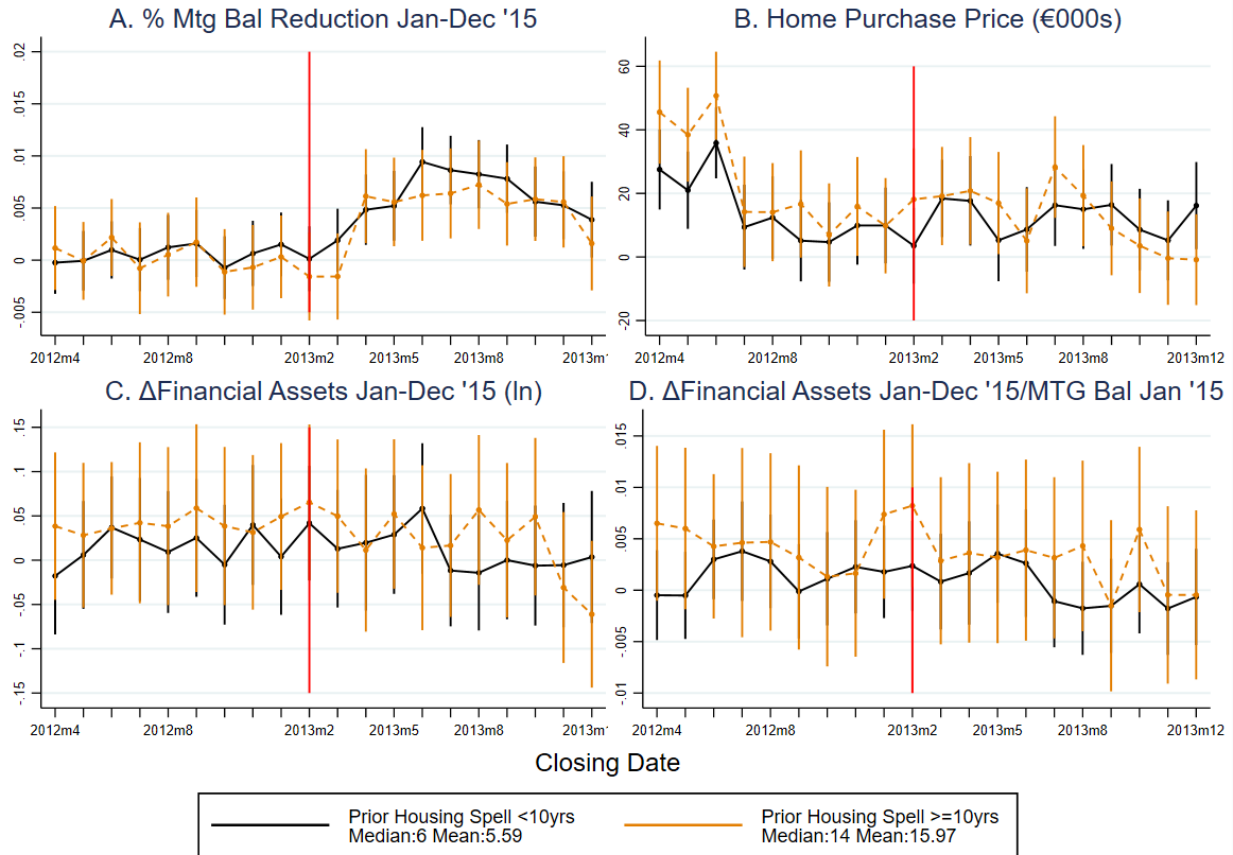 A. % Mtg Bal Reduction Jan-Dec '15
.02
.015
.01
.005
0
-.005
2012m4
2012m8
2013m2
2013m5
2013m8
2013m1
B. Home Purchase Price (€000s)
60
40
20
0
-20
2012m4
2012m8
2013m2
2013m5
2013m8
2013m12
C. ΔFinancial Assets Jan-Dec '15 (ln)
.15
.1
.05
0
-.05
-.1
-.15
2012m4
2012m8
2013m2
2013m5
2013m8
2013m12
D. ΔFinancial Assets Jan-Dec '15/MTG Bal Jan '15
.015
.01
.005
0
-.005
-.01
2012m4
2012m8
2013m2
2013m5
2013m8
2013m12
Closing Date
Prior Housing Spell <10yrs
Median:6 Mean:5.59
Prior Housing Spell >=10yrs
Median:14 Mean:15.97